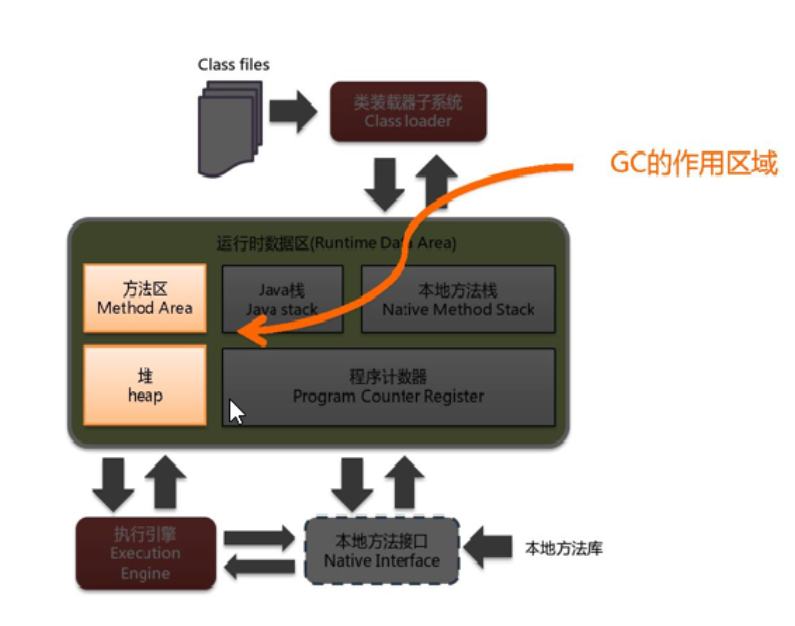 Class files
类装载器子系统
Class loader
GC的作用区域
运行时数据区(Runtime Data Area)
方法区
Method Area
Java栈
Java stack
本地方法栈
Native Method Stack
堆
heap
程序计数器
Program Counter Register
执行引擎
Execution
Engine
本地方法接口
Native Interface
本地方法库